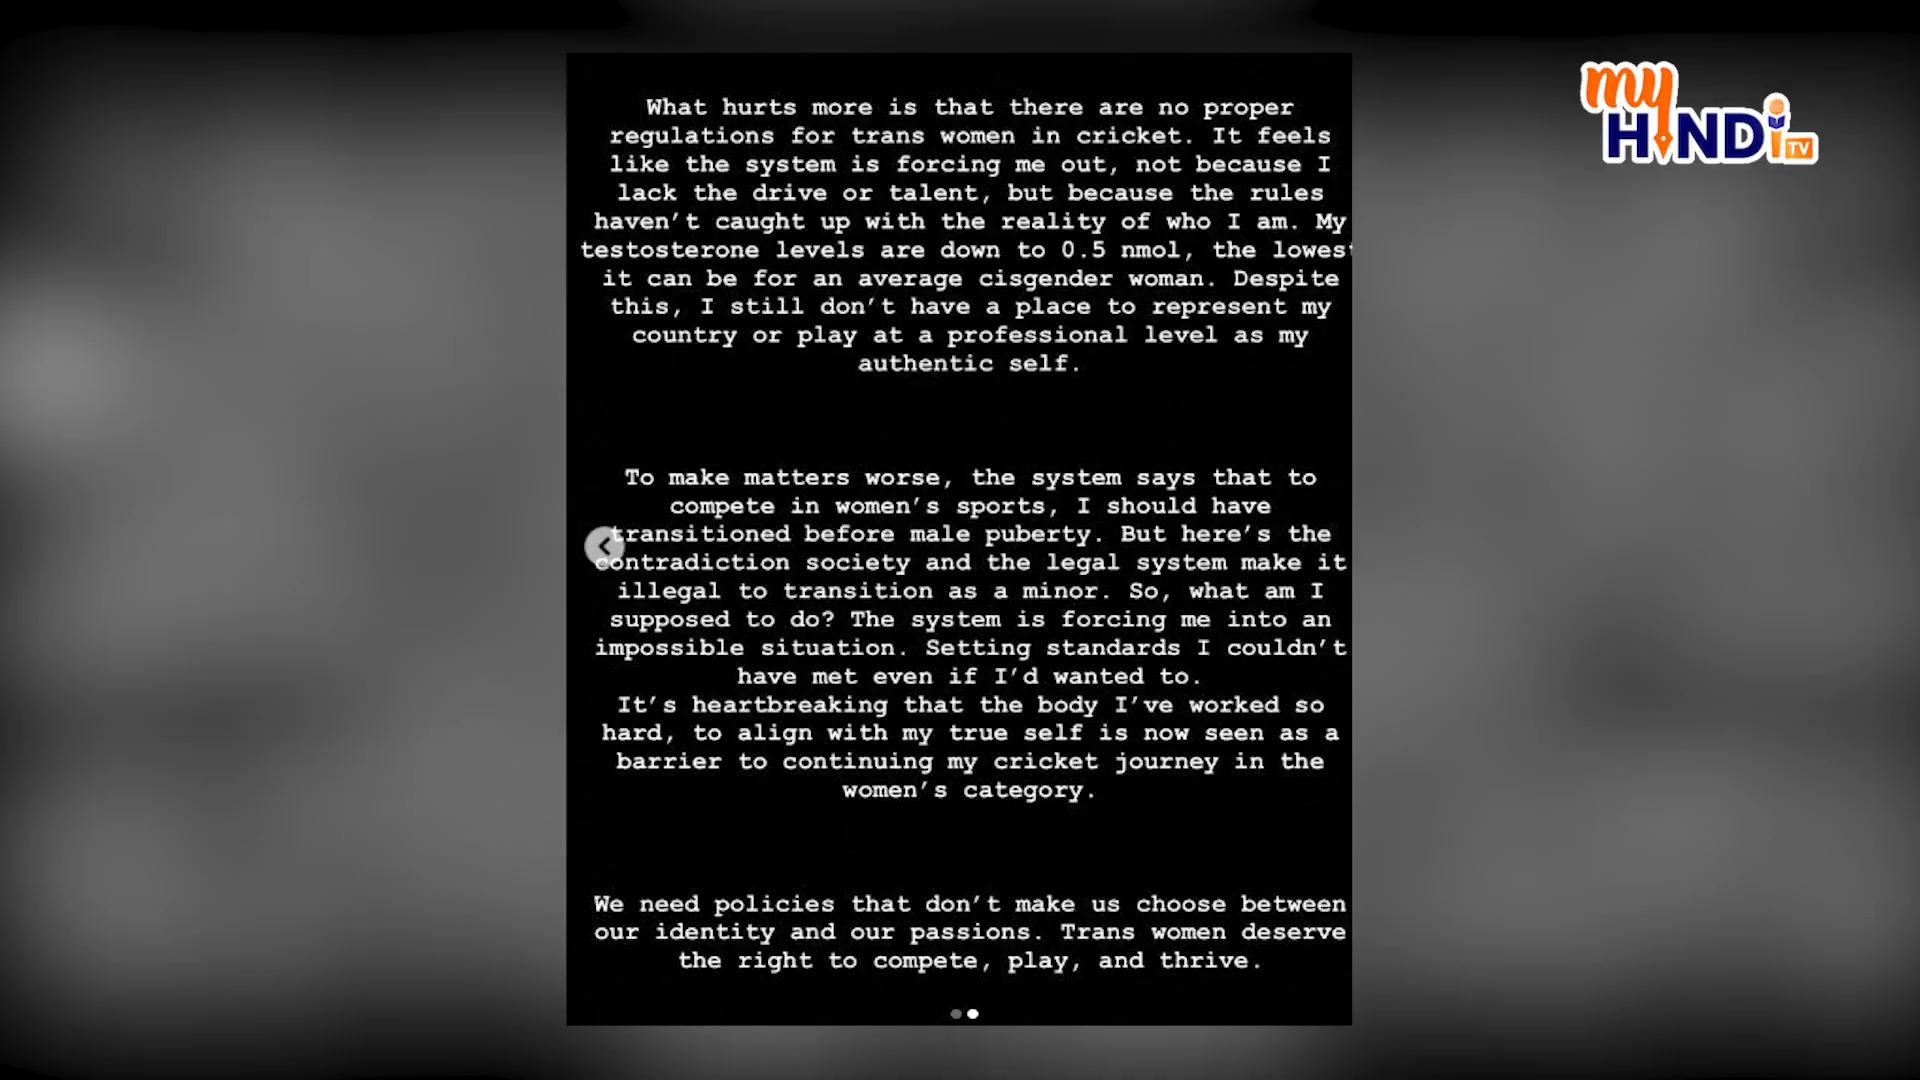 my
HINDi
TV
What hurts more is that there are no proper
regulations for trans women in cricket. It feels
like the system is forcing me out, not because I
lack the drive or talent, but because the rules
haven't caught up with the reality of who I am. My
testosterone levels are down to 0.5 nmol, the lowest
it can be for an average cisgender woman. Despite
this, I still don't have a place to represent my
country or play at a professional level as my
authentic self.
To make matters worse, the system says that to
compete in women's sports, I should have
transitioned before male puberty. But here's the
contradiction society and the legal system make it
illegal to transition as a minor. So, what am I
supposed to do? The system is forcing me into an
impossible situation. Setting standards I couldn't
have met even if I'd wanted to.
It's heartbreaking that the body I've worked so
hard, to align with my true self is now seen as a
barrier to continuing my cricket journey in the
women's category.
We need policies that don't make us choose between
our identity and our passions. Trans women deserve
the right to compete, play, and thrive.